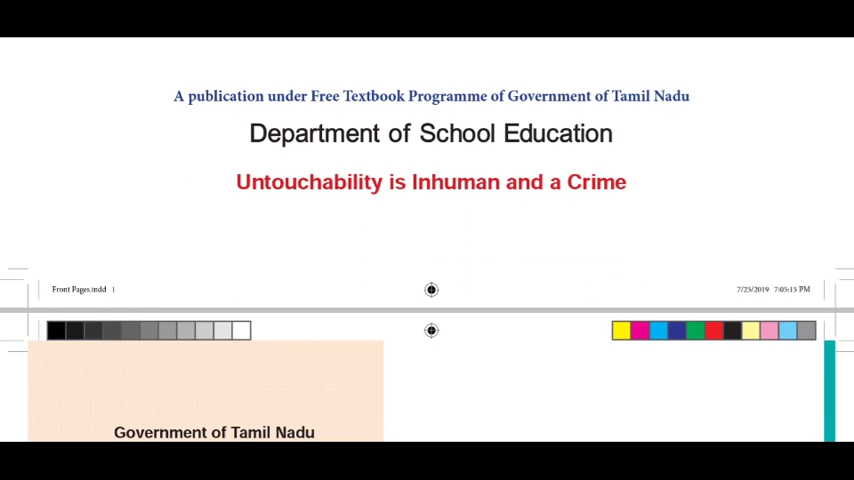 A publication under Free Textbook Programme of Government of Tamil Nadu
Department of School Education
Untouchability is Inhuman and a Crime
Front Pages.indd 1
7/25/2019 7:05:15 PM
Government of Tamil Nadu